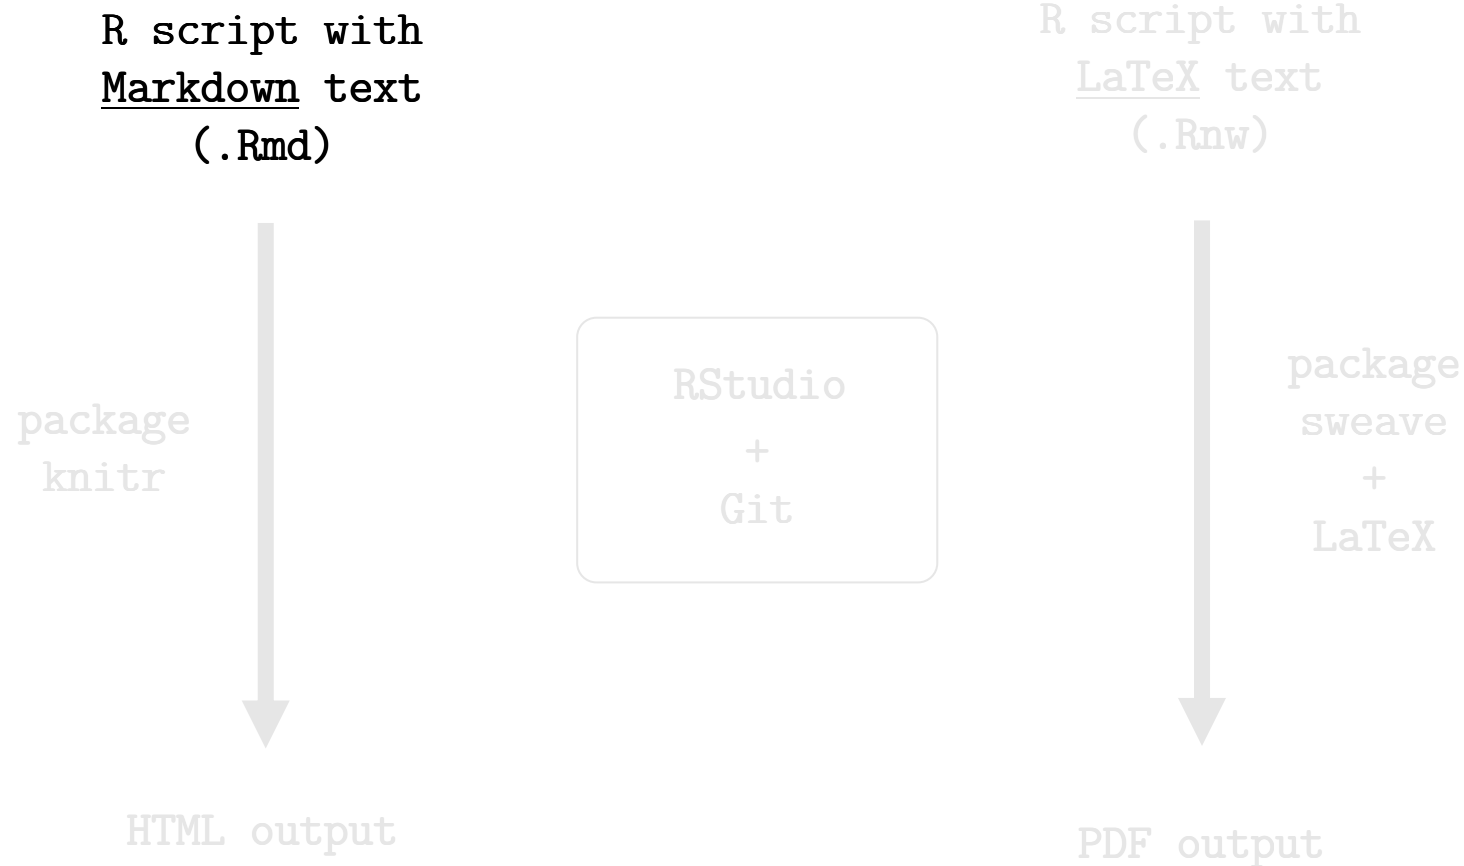 R script with
Markdown text
(.Rmd)
R script with
LaTeX text
(.Rnw)
package
knitr
RStudio
+
Git
package
sweave
+
LaTeX
HTML output
PDF output